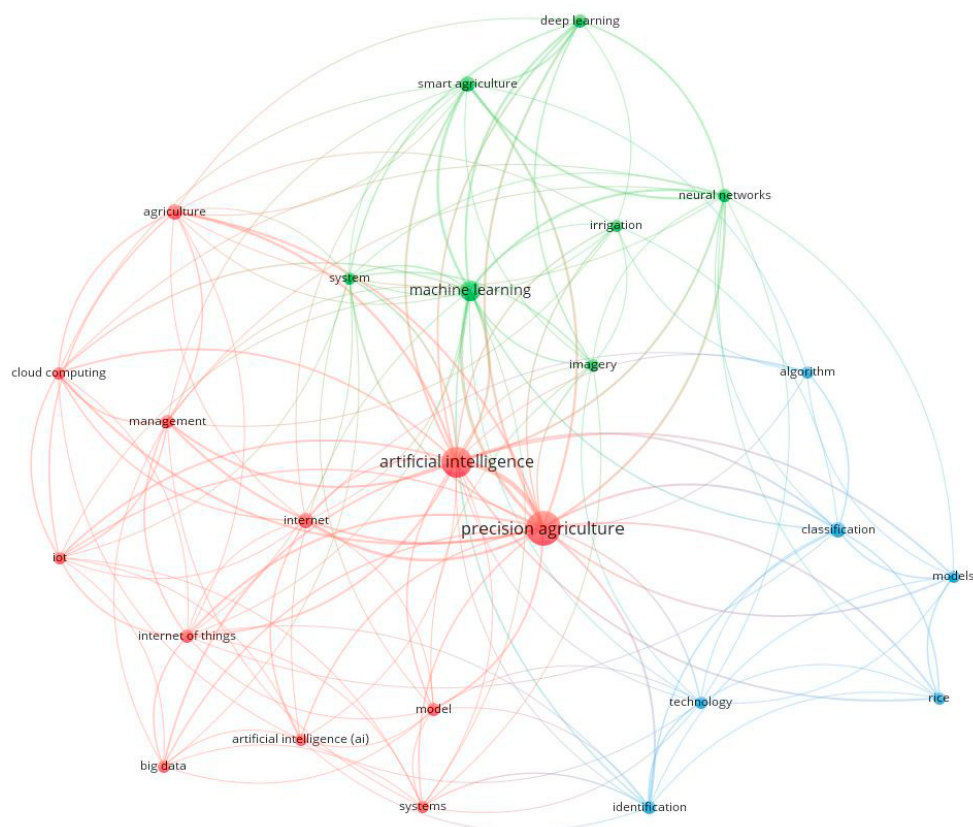 deep learning
smart agriculture
neural networks
agriculture
irrigation
system
machine learning
imagery
algorithm
cloud computing
management
artificial intelligence
internet
precision agriculture
classification
iot
models
internet of things
rice
technology
model
artificial intelligence (ai)
big data
systems
identification